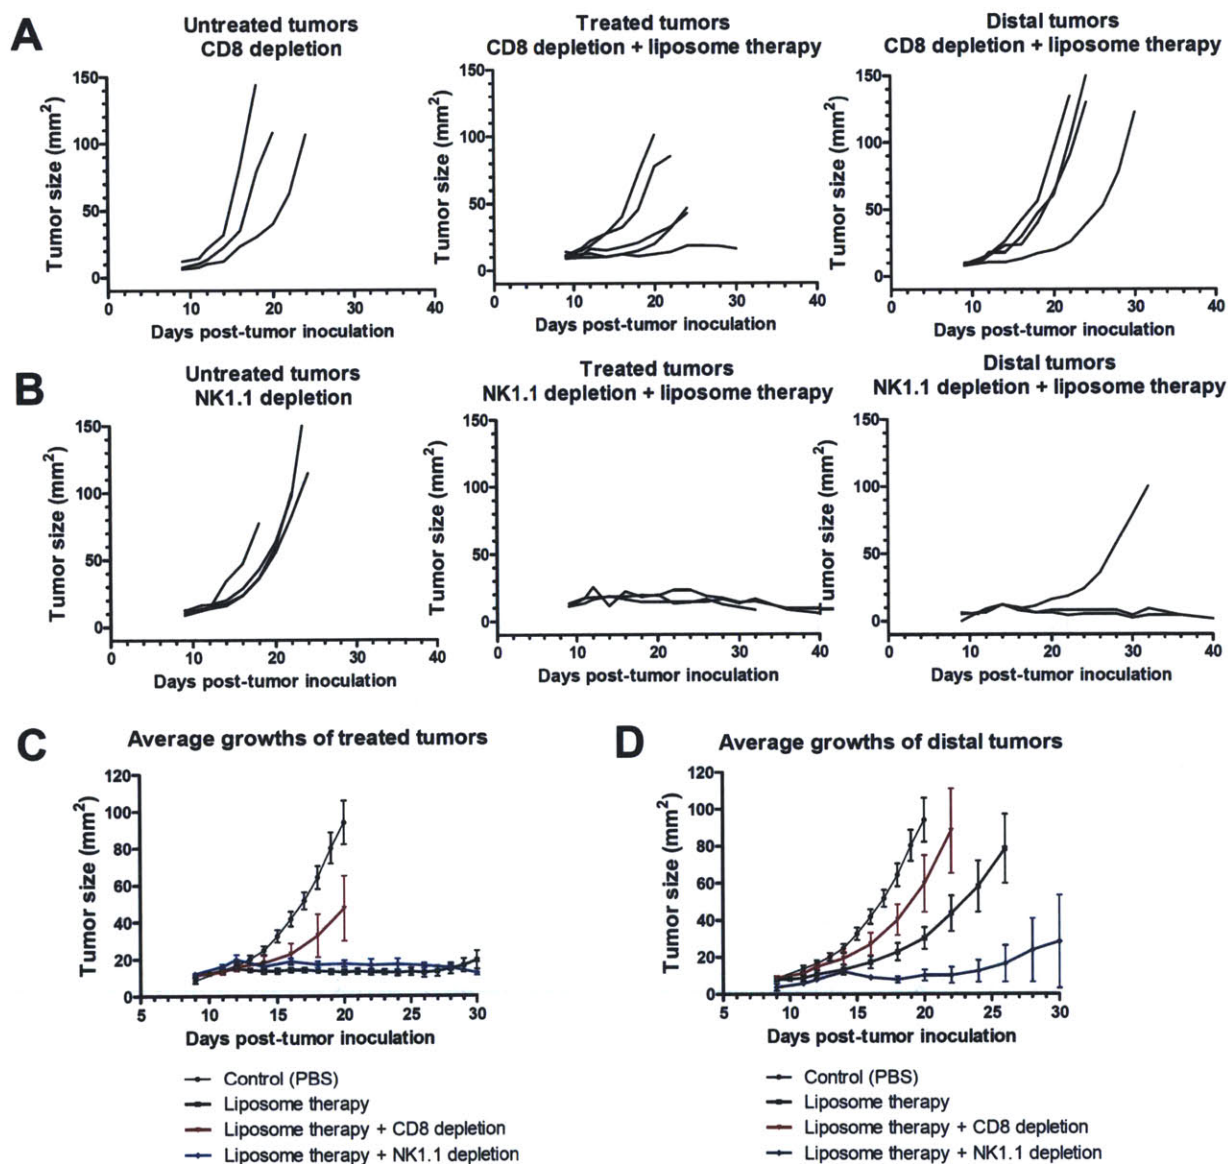 A
Untreated tumors
CD8 depletion
Treated tumors
CD8 depletion + liposome therapy
Distal tumors
CD8 depletion + liposome therapy
Tumor size (mm²)
150
100
50
0
0
10
20
30
40
Days post-tumor inoculation
Tumor size (mm²)
150
100
50
0
0
10
20
30
40
Days post-tumor inoculation
Tumor size (mm²)
150
100
50
0
0
10
20
30
40
Days post-tumor inoculation
B
Untreated tumors
NK1.1 depletion
Treated tumors
NK1.1 depletion + liposome therapy
Distal tumors
NK1.1 depletion + liposome therapy
Tumor size (mm²)
150
100
50
0
0
10
20
30
40
Days post-tumor inoculation
Tumor size (mm²)
150
100
50
0
0
10
20
30
40
Days post-tumor inoculation
Tumor size (mm²)
150
100
50
0
0
10
20
30
40
Days post-tumor inoculation
C
Average growths of treated tumors
Tumor size (mm²)
120
100
80
60
40
20
0
5
10
15
20
25
30
Days post-tumor inoculation
Control (PBS)
Liposome therapy
Liposome therapy + CD8 depletion
Liposome therapy + NK1.1 depletion
D
Average growths of distal tumors
Tumor size (mm²)
120
100
80
60
40
20
0
5
10
15
20
25
30
Days post-tumor inoculation
Control (PBS)
Liposome therapy
Liposome therapy + CD8 depletion
Liposome therapy + NK1.1 depletion